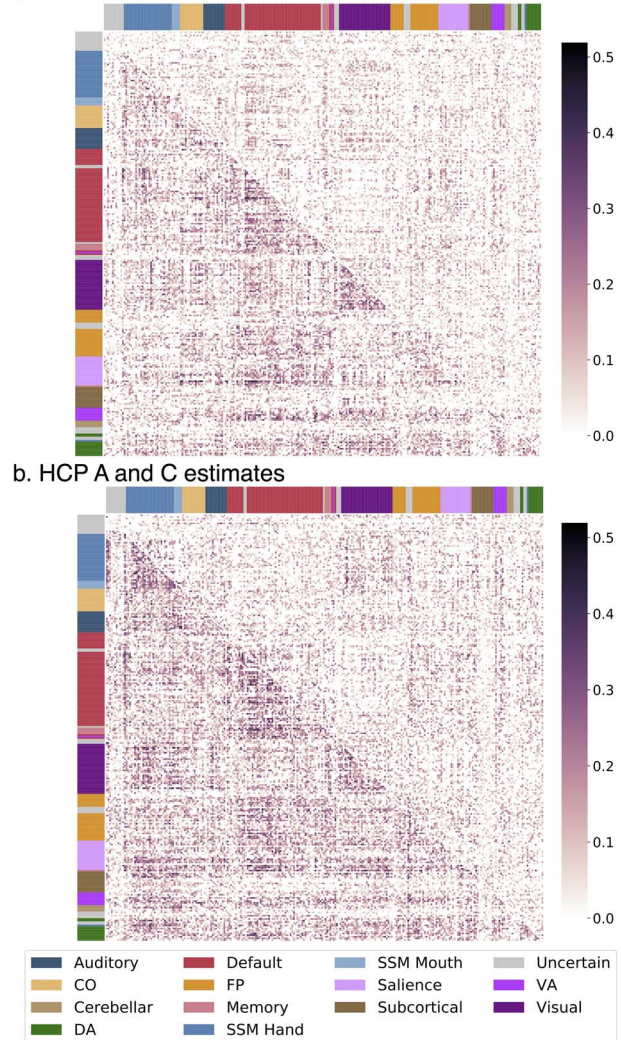 0.5
0.4
0.3
0.2
0.1
0.0
b. HCP A and C estimates
0.5
0.4
0.3
0.2
0.1
0.0
Auditory Default SSM Mouth Uncertain
CO FP Salience VA
Cerebellar Memory Subcortical Visual
DA SSM Hand